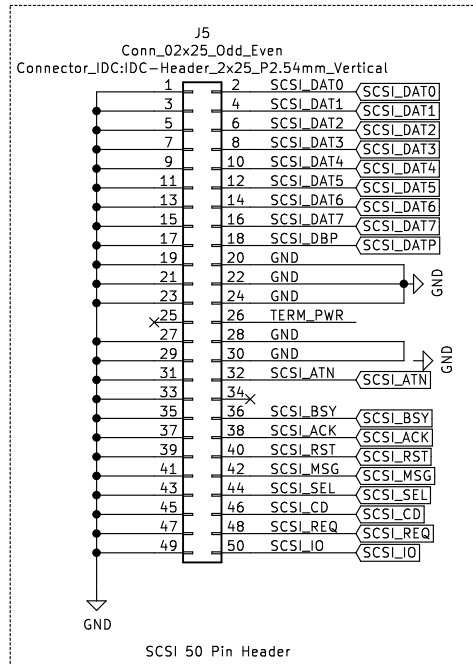 J5
Conn_02x25_Odd_Even
Connector_IDC:IDC-Header_2x25_P2.54mm_Vertical
1 2 SCSI_DAT0 SCSI_DAT0
3 4 SCSI_DAT1 SCSI_DAT1
5 6 SCSI_DAT2 SCSI_DAT2
7 8 SCSI_DAT3 SCSI_DAT3
9 10 SCSI_DAT4 SCSI_DAT4
11 12 SCSI_DAT5 SCSI_DAT5
13 14 SCSI_DAT6 SCSI_DAT6
15 16 SCSI_DAT7 SCSI_DAT7
17 18 SCSI_DBP SCSI_DATP
19 20 GND
21 22 GND GND
23 24 GND
25 26 TERM_PWR
27 28 GND
29 30 GND GND
31 32 SCSI_ATN SCSI_ATN
33 34
35 36 SCSI_BSY SCSI_BSY
37 38 SCSI_ACK SCSI_ACK
39 40 SCSI_RST SCSI_RST
41 42 SCSI_MSG SCSI_MSG
43 44 SCSI_SEL SCSI_SEL
45 46 SCSI_CD SCSI_CD
47 48 SCSI_REQ SCSI_REQ
49 50 SCSI_IO SCSI_IO
GND
SCSI 50 Pin Header